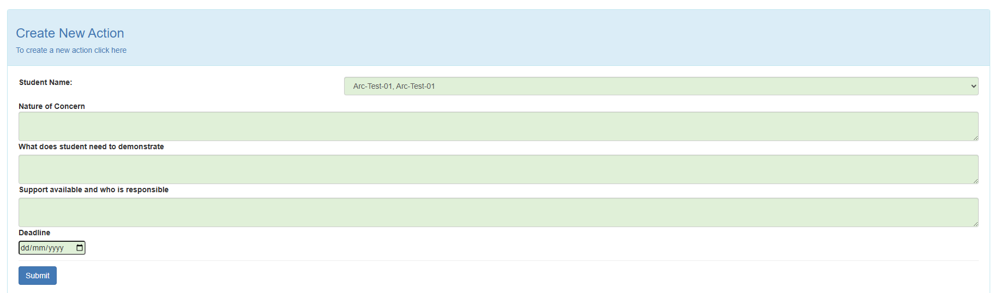 Create New Action
To create a new action click here
Student Name:
Arc-Test-01, Arc-Test-01
Nature of Concern
What does student need to demonstrate
Support available and who is responsible
Deadline
dd/mm/yyyy
Submit